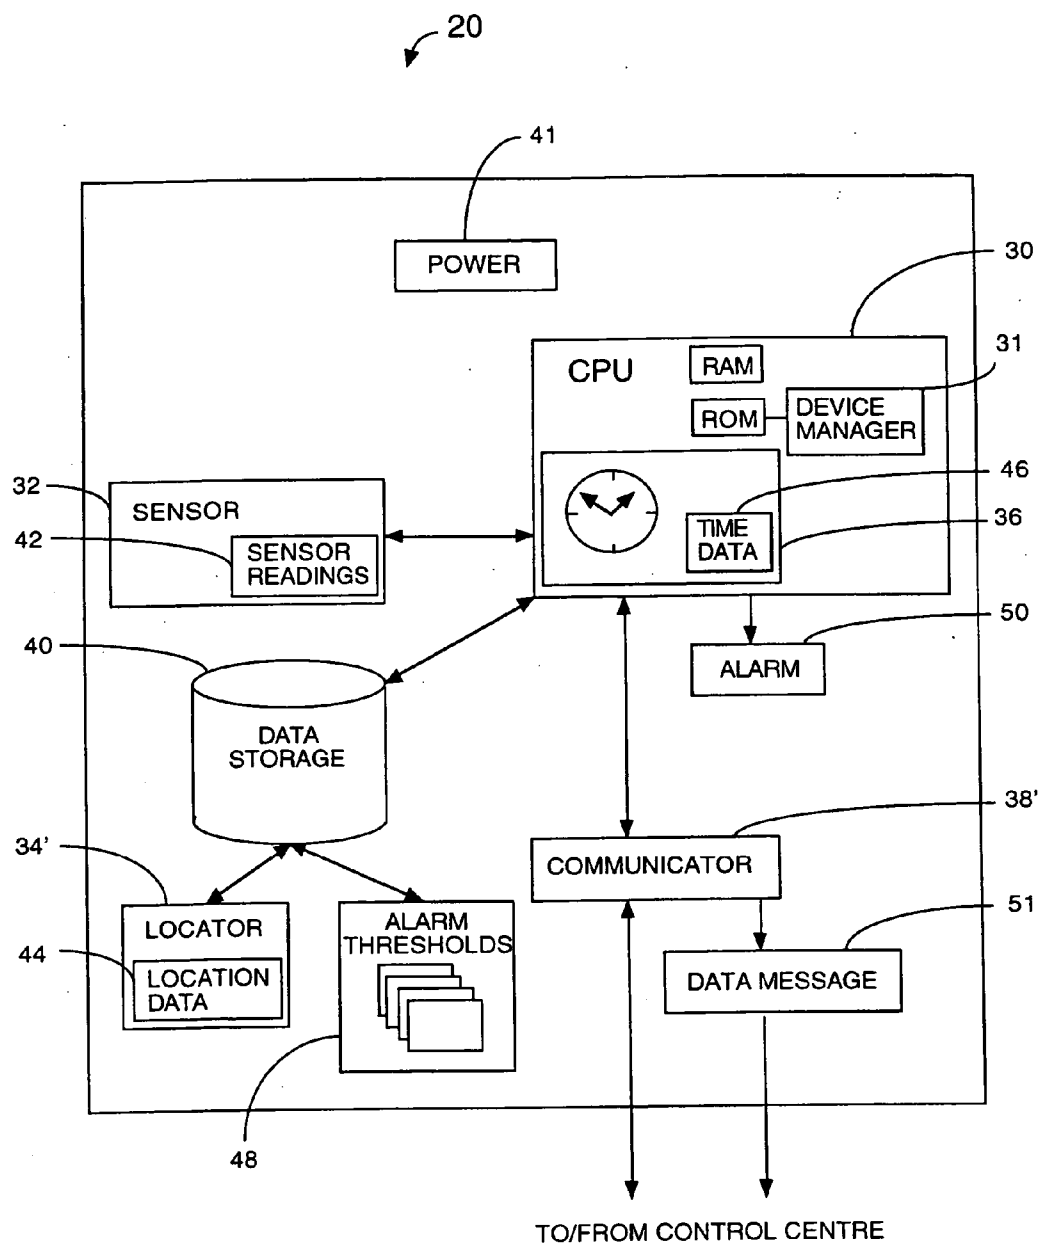 20
41
POWER
30
31
CPU
RAM
ROM
DEVICE
MANAGER
46
36
TIME
DATA
32
SENSOR
42
SENSOR
READINGS
50
ALARM
40
DATA
STORAGE
38'
COMMUNICATOR
34'
LOCATOR
44
LOCATION
DATA
ALARM
THRESHOLDS
51
DATA MESSAGE
48
TO/FROM CONTROL CENTRE